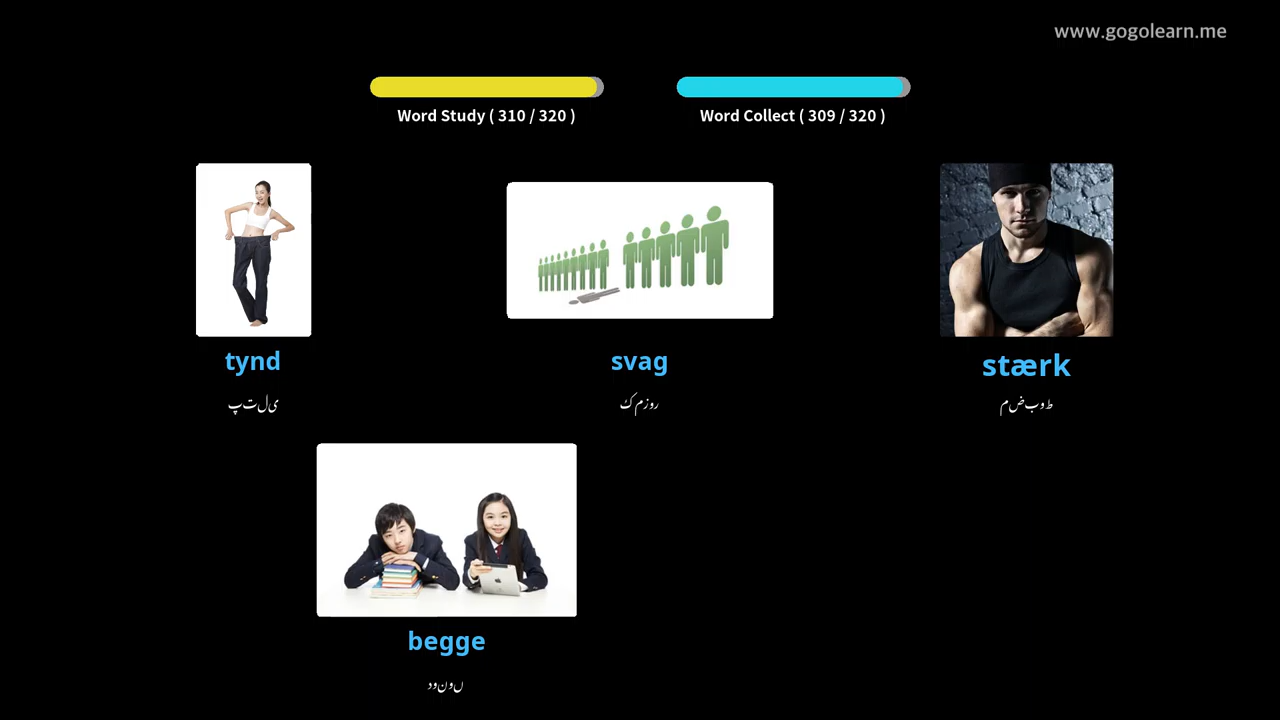 www.gogolearn.me
Word Study ( 310 / 320 )
Word Collect ( 309 / 320 )
tynd
پتلی
svag
کمزور
stærk
مضبوط
begge
دونوں